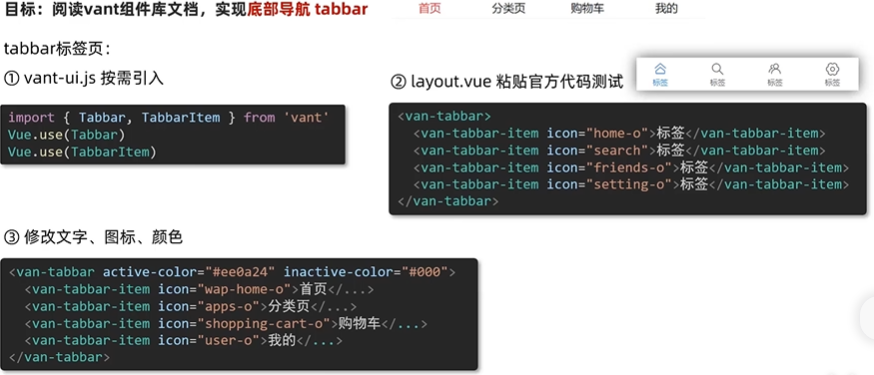 目标：阅读vant组件库文档，实现底部导航 tabbar
首页 分类页 购物车 我的
tabbar标签页：
① vant-ui.js 按需引入
import { Tabbar, TabbarItem } from 'vant'
Vue.use(Tabbar)
Vue.use(TabbarItem)
② layout.vue 粘贴官方代码测试
标签 标签 标签 标签
<van-tabbar>
<van-tabbar-item icon="home-o">标签</van-tabbar-item>
<van-tabbar-item icon="search">标签</van-tabbar-item>
<van-tabbar-item icon="friends-o">标签</van-tabbar-item>
<van-tabbar-item icon="setting-o">标签</van-tabbar-item>
</van-tabbar>
③ 修改文字、图标、颜色
<van-tabbar active-color="#ee0a24" inactive-color="#000">
<van-tabbar-item icon="wap-home-o">首页</...>
<van-tabbar-item icon="apps-o">分类页</...>
<van-tabbar-item icon="shopping-cart-o">购物车</...>
<van-tabbar-item icon="user-o">我的</...>
</van-tabbar>